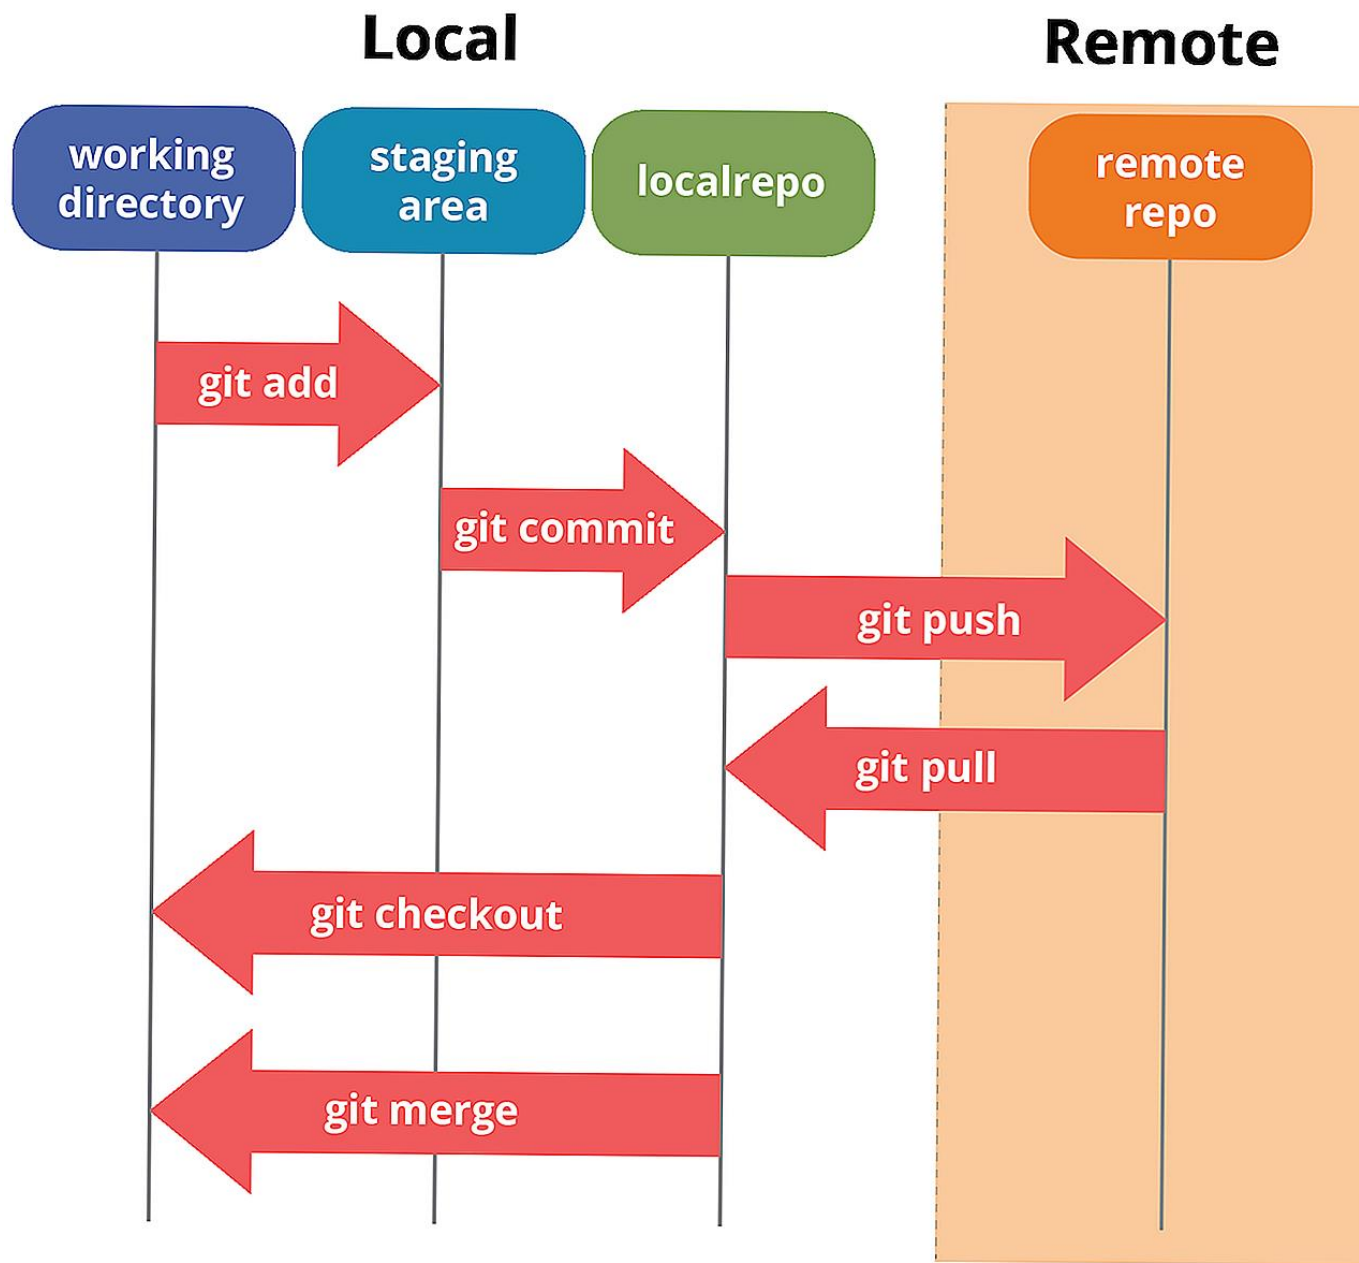 Local
Remote
working
directory
staging
area
localrepo
remote
repo
git add
git commit
git push
git pull
git checkout
git merge